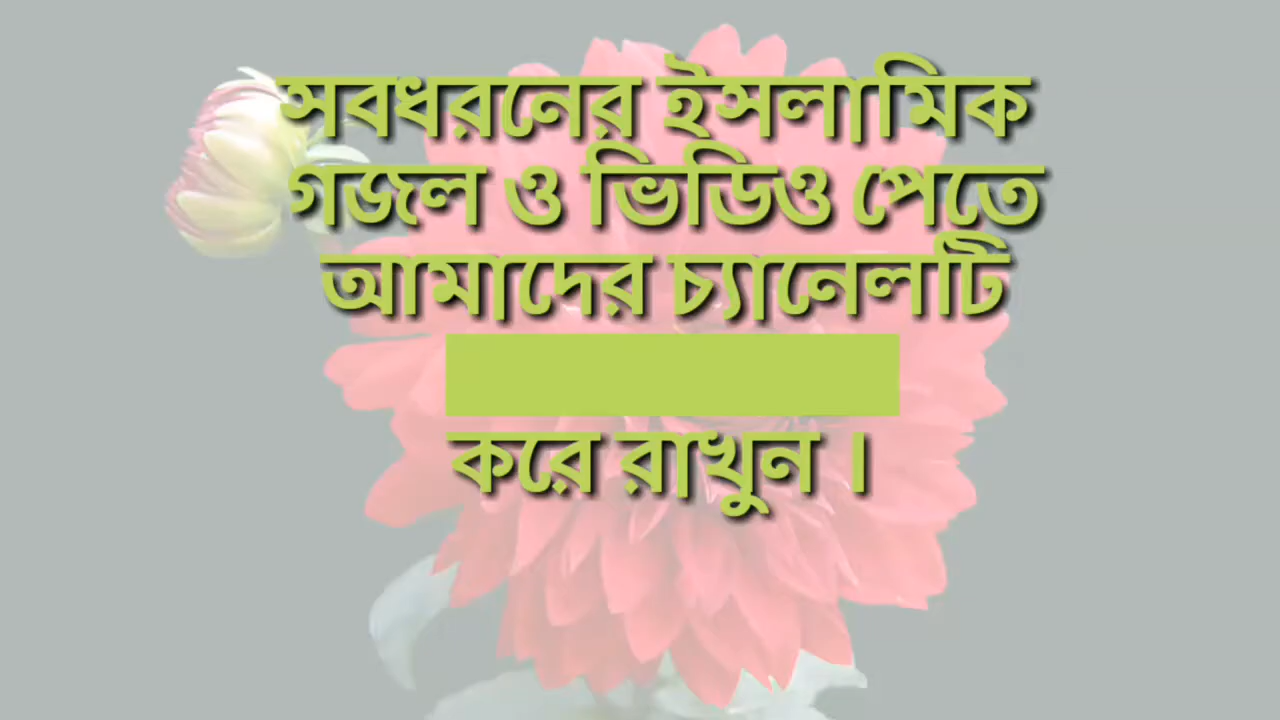 সবধরনের ইসলামিক
গজল ও ভিডিও পেতে
আমাদের চ্যানেলটি
করে রাখুন ।